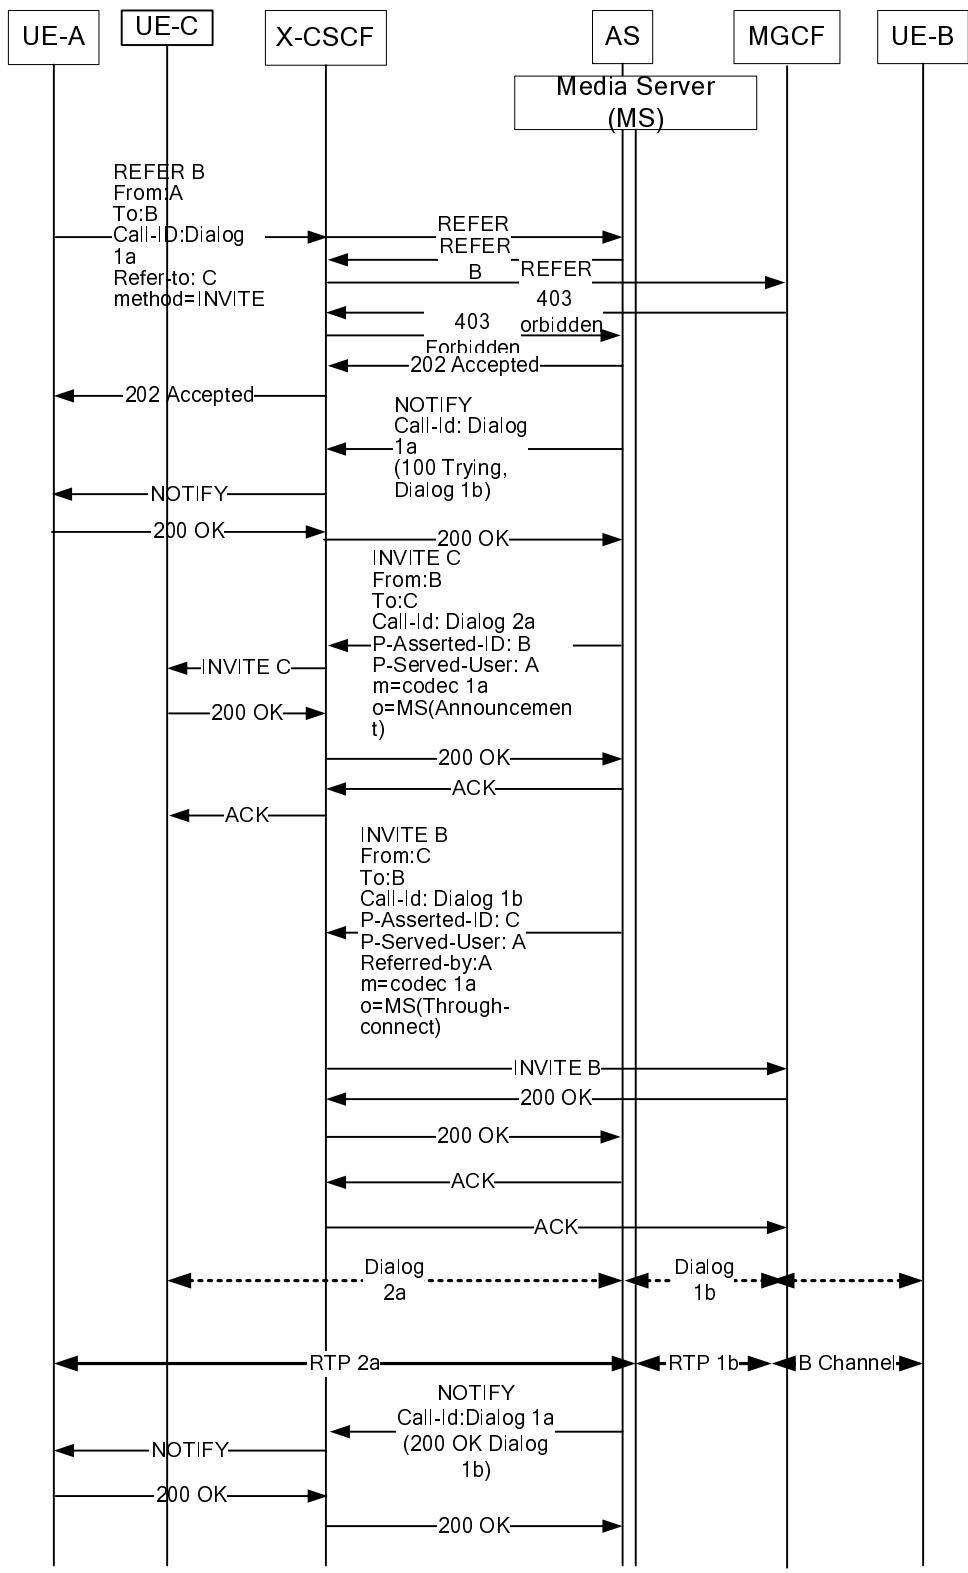 UE-A
UE-C
X-CSCF
AS
MGCF
UE-B
Media Server
(MS)
REFER B
From:A
To:B
Call-ID:Dialog
1a
Refer-to: C
method=INVITE
REFER
REFER
B
REFER
403
orbidden
403
Forbidden
202 Accepted
202 Accepted
NOTIFY
Call-Id: Dialog
1a
(100 Trying,
Dialog 1b)
NOTIFY
200 OK
200 OK
INVITE C
From:B
To:C
Call-Id: Dialog 2a
P-Asserted-ID: B
P-Served-User: A
m=codec 1a
o=MS(Announcemen
t)
INVITE C
200 OK
200 OK
ACK
ACK
INVITE B
From:C
To:B
Call-Id: Dialog 1b
P-Asserted-ID: C
P-Served-User: A
Referred-by:A
m=codec 1a
o=MS(Through-
connect)
INVITE B
200 OK
200 OK
ACK
ACK
Dialog
2a
Dialog
1b
RTP 2a
RTP 1b
B Channel
NOTIFY
Call-Id:Dialog 1a
(200 OK Dialog
1b)
NOTIFY
200 OK
200 OK